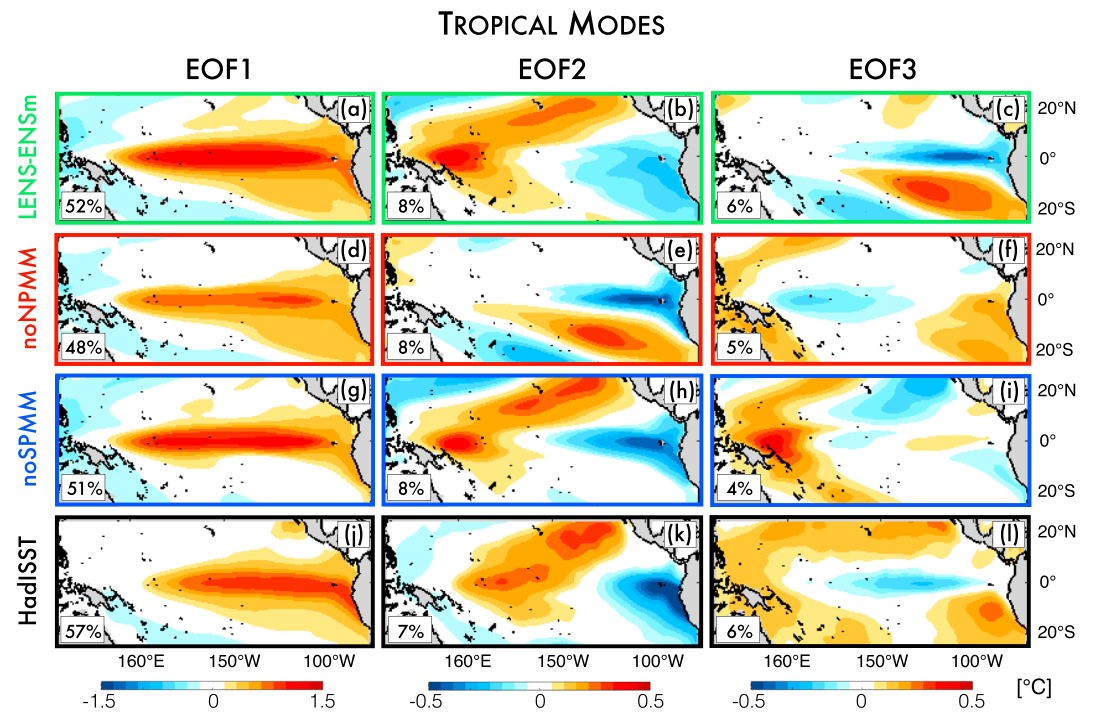 TROPICAL MODES
EOF1 EOF2 EOF3
LENS-ENSm
(a) (b) (c) 20°N
0°
52% 8% 6% 20°S
noNPMM
(d) (e) (f) 20°N
0°
48% 8% 5% 20°S
noSPMM
(g) (h) (i) 20°N
0°
51% 8% 4% 20°S
HadISST
(j) (k) (l) 20°N
0°
57% 7% 6% 20°S
160°E 150°W 100°W 160°E 150°W 100°W 160°E 150°W 100°W
-1.5 0 1.5 -0.5 0 0.5 -0.5 0 0.5 [°C]